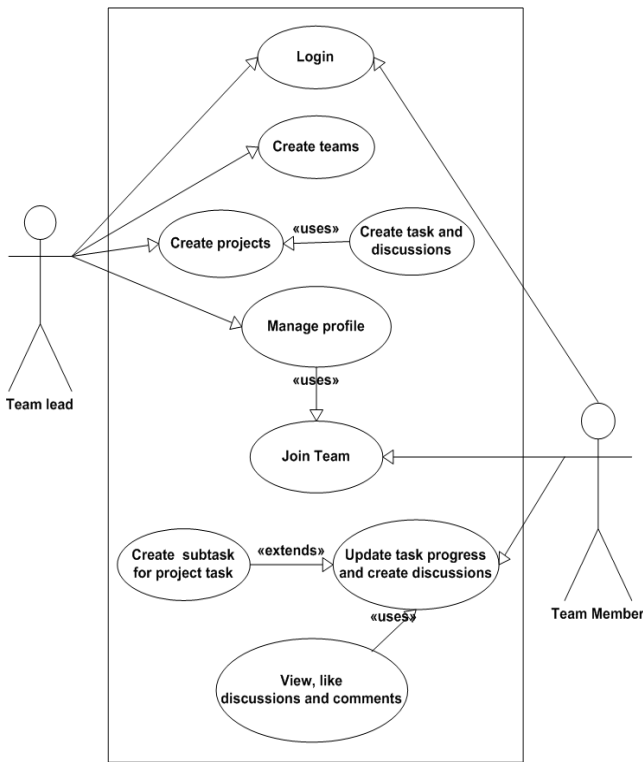 Login
Create teams
«uses»
Create projects
Create task and
discussions
Manage profile
Team lead
«uses»
Join Team
Create subtask
for project task
«extends»
Update task progress
and create discussions
Team Member
«uses»
View, like
discussions and comments